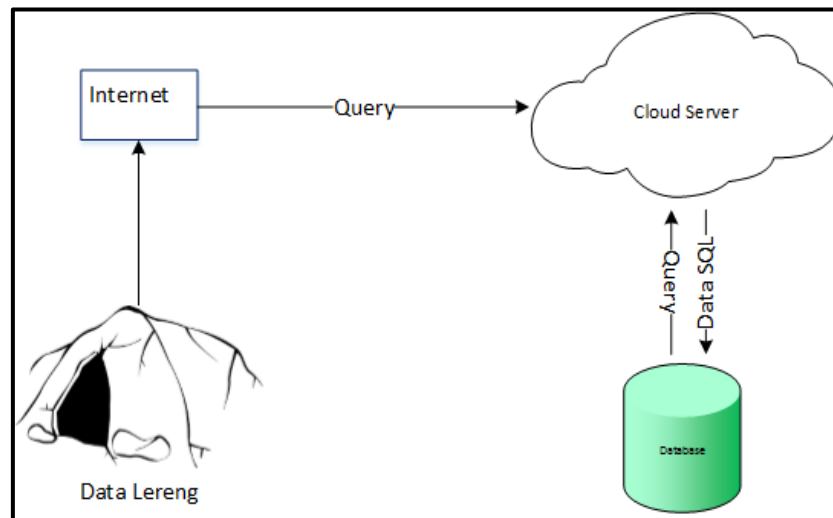 Internet
Query
Cloud Server
Query
Data SQL
Data Lereng
Database